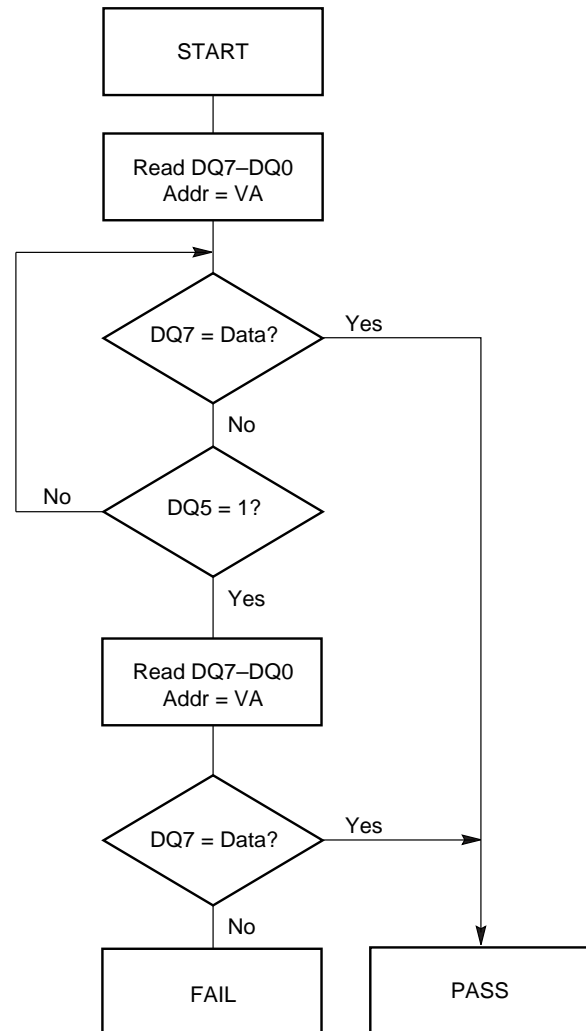 START
Read DQ7–DQ0
Addr = VA
DQ7 = Data?
Yes
No
No
DQ5 = 1?
Yes
Read DQ7–DQ0
Addr = VA
DQ7 = Data?
Yes
No
FAIL
PASS